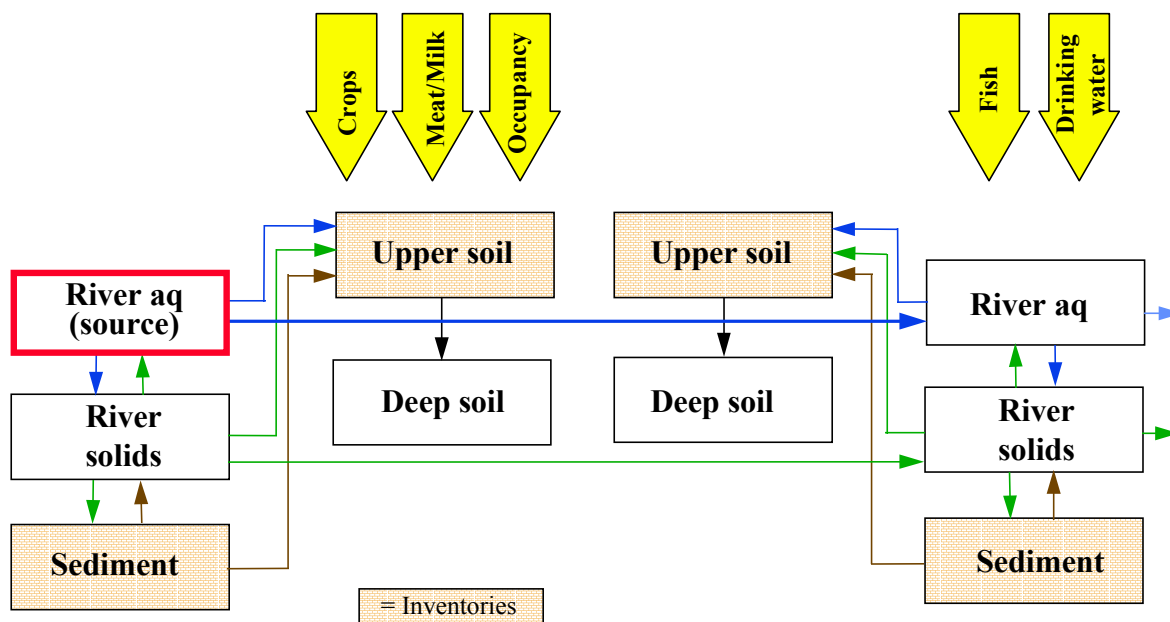 Crops
Meat/Milk
Occupancy
Fish
Drinking
water
Upper soil
Upper soil
River aq
(source)
River aq
Deep soil
Deep soil
River
solids
River
solids
Sediment
Sediment
= Inventories